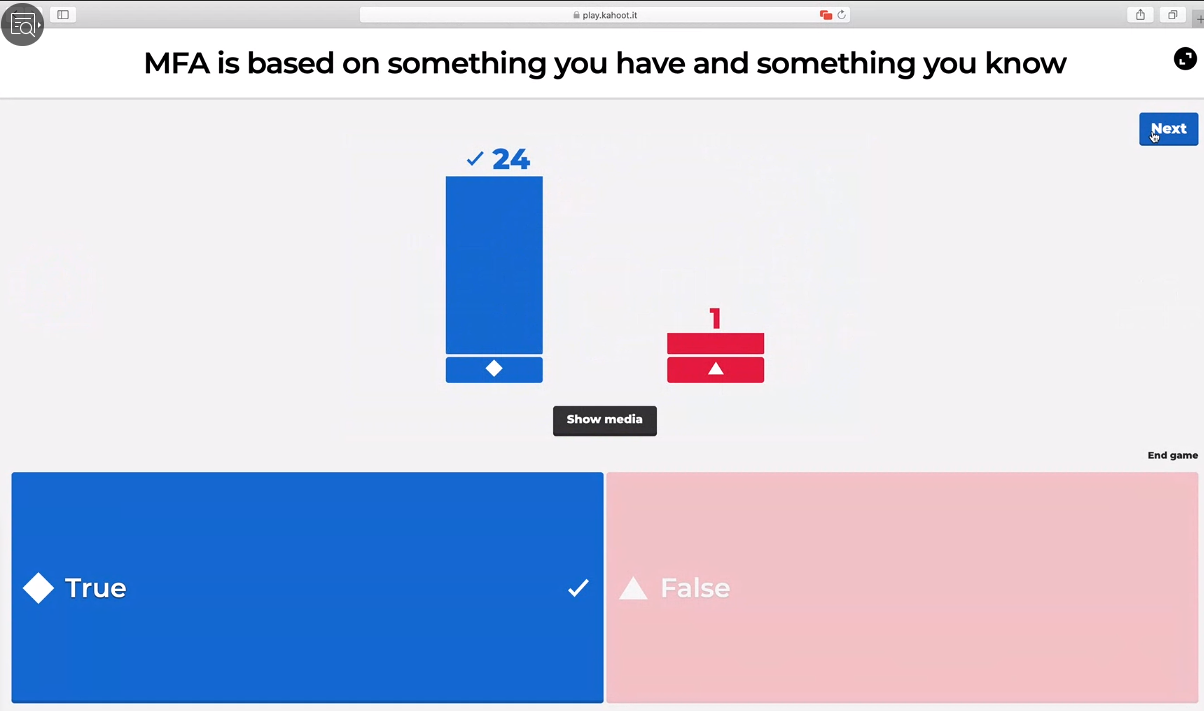 play.kahoot.it
MFA is based on something you have and something you know
Next
24
1
Show media
End game
True
False